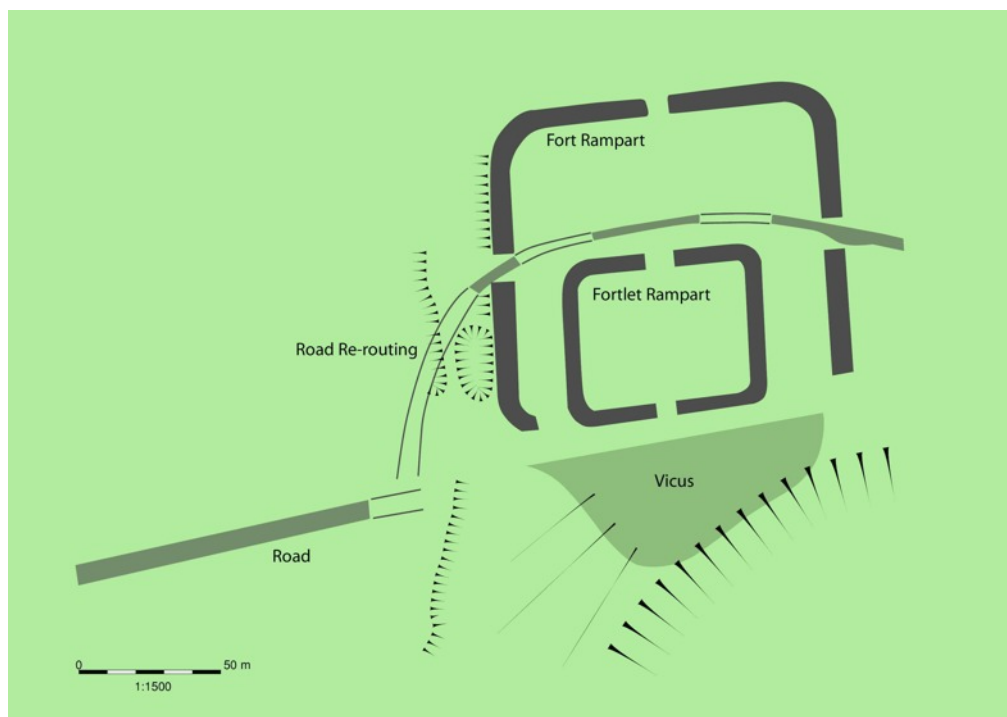 Fort Rampart
Fortlet Rampart
Road Re-routing
Vicus
Road
0 50 m
1:1500